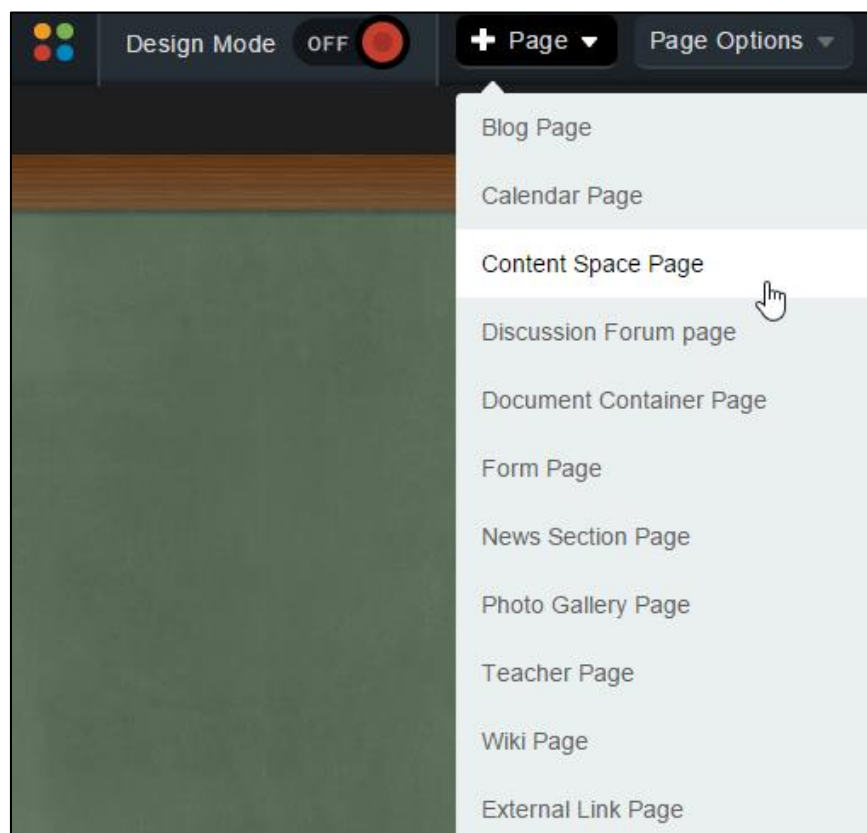 Design Mode OFF + Page Page Options
Blog Page
Calendar Page
Content Space Page
Discussion Forum page
Document Container Page
Form Page
News Section Page
Photo Gallery Page
Teacher Page
Wiki Page
External Link Page